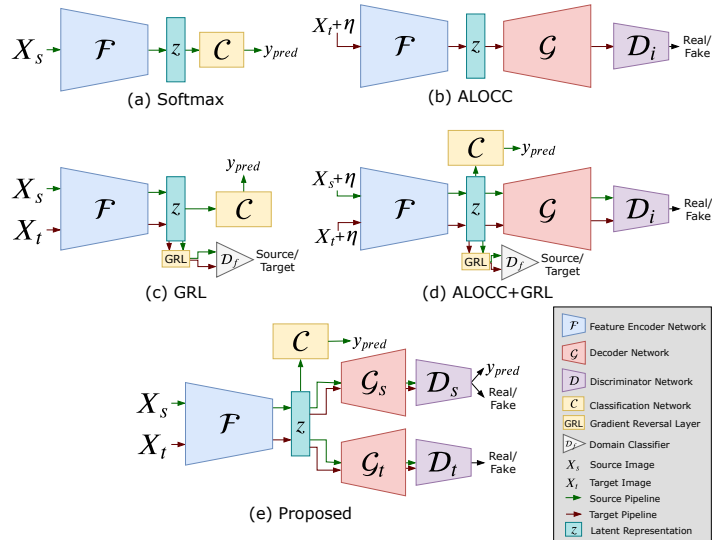 X_s
F
z
C
y_pred
(a) Softmax
X_t+η
F
z
G
D_i
Real/
Fake
(b) ALOCC
X_s
X_t
F
z
y_pred
C
GRL
D_f
Source/
Target
(c) GRL
X_s+η
X_t+η
F
C
y_pred
z
G
D_i
Real/
Fake
GRL
D_f
Source/
Target
(d) ALOCC+GRL
X_s
X_t
F
C
y_pred
z
G_s
D_s
y_pred
Real/
Fake
G_t
D_t
Real/
Fake
(e) Proposed
F Feature Encoder Network
G Decoder Network
D Discriminator Network
C Classification Network
GRL Gradient Reversal Layer
D_f Domain Classifier
X_s Source Image
X_t Target Image
Source Pipeline
Target Pipeline
z Latent Representation